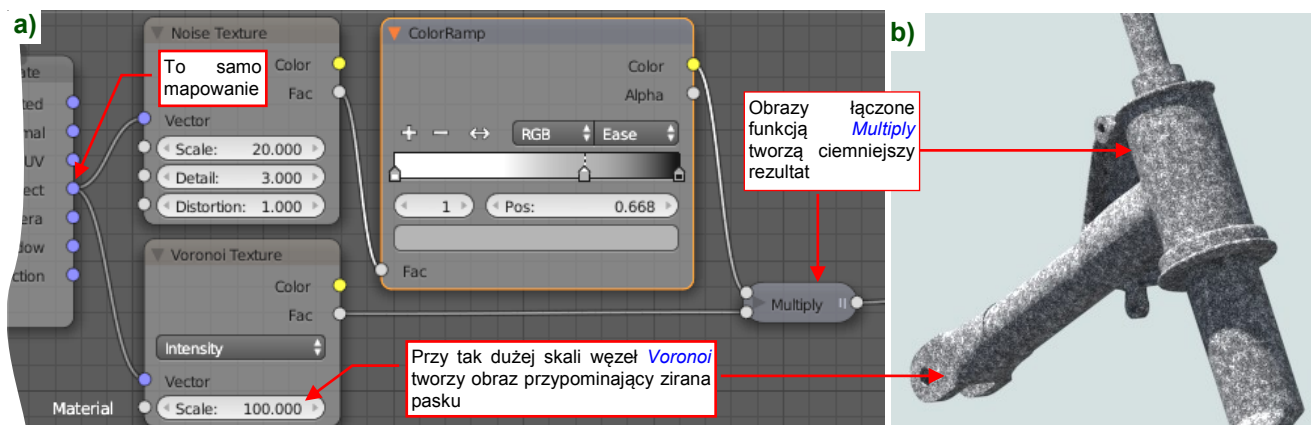 a)
Noise Texture
To samo
mapowanie
Color
Fac
Vector
Scale: 20.000
Detail: 3.000
Distortion: 1.000
ate
ted
mal
UV
ect
era
dow
ction
Voronoi Texture
Color
Fac
Intensity
Vector
Scale: 100.000
Material
ColorRamp
Color
Alpha
RGB
Ease
1
Pos: 0.668
Fac
Multiply
Obrazy łączone
funkcją Multiply
tworzą ciemniejszy
rezultat
Przy tak dużej skali węzeł Voronoi
tworzy obraz przypominający zirana
pasku
b)